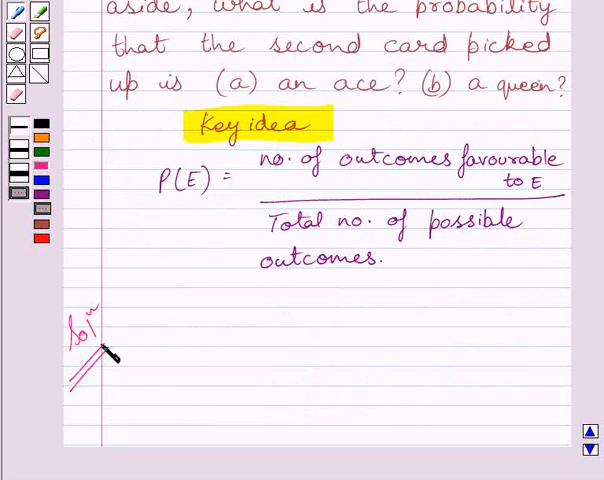 aside, what is the probability
that the second card picked
up is (a) an ace? (b) a queen?
Key idea
P(E) = no. of outcomes favourable
to E
Total no. of possible
outcomes.
Solⁿ